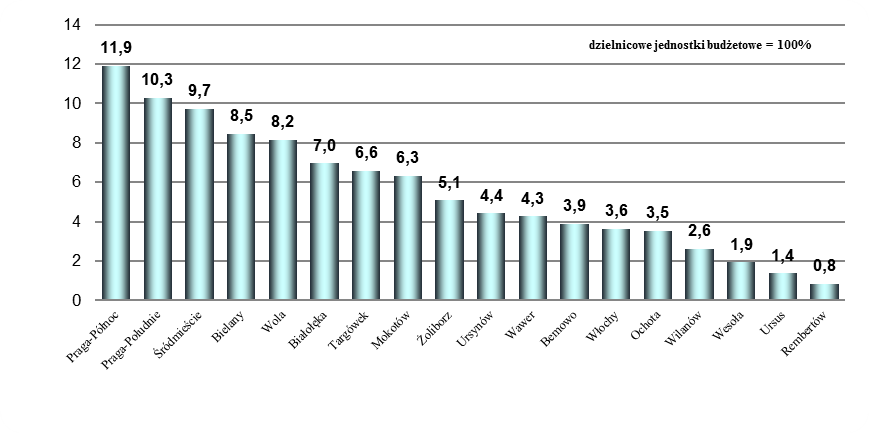 14
12
10
8
6
4
2
0
dzielnicowe jednostki budżetowe = 100%
11,9
10,3
9,7
8,5
8,2
7,0
6,6
6,3
5,1
4,4
4,3
3,9
3,6
3,5
2,6
1,9
1,4
0,8
Praga-Północ
Praga-Południe
Śródmieście
Bielany
Wola
Białołęka
Targówek
Mokotów
Żoliborz
Ursynów
Wawer
Bemowo
Włochy
Ochota
Wilanów
Wesoła
Ursus
Rembertów